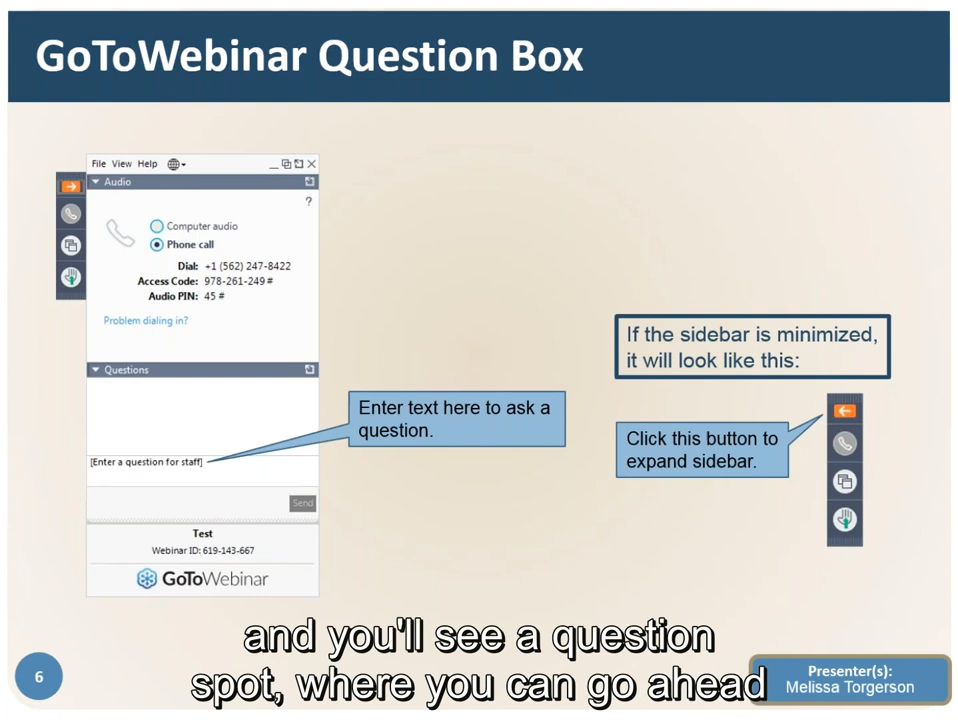 GoToWebinar Question Box
File View Help
Audio
?
Computer audio
Phone call
Dial: +1 (562) 247-8422
Access Code: 978-261-249 #
Audio PIN: 45 #
Problem dialing in?
Questions
[Enter a question for staff]
Send
Test
Webinar ID: 619-143-667
GoToWebinar
Enter text here to ask a
question.
If the sidebar is minimized,
it will look like this:
Click this button to
expand sidebar.
and you'll see a question
spot, where you can go ahead
6
Presenter(s):
Melissa Torgerson